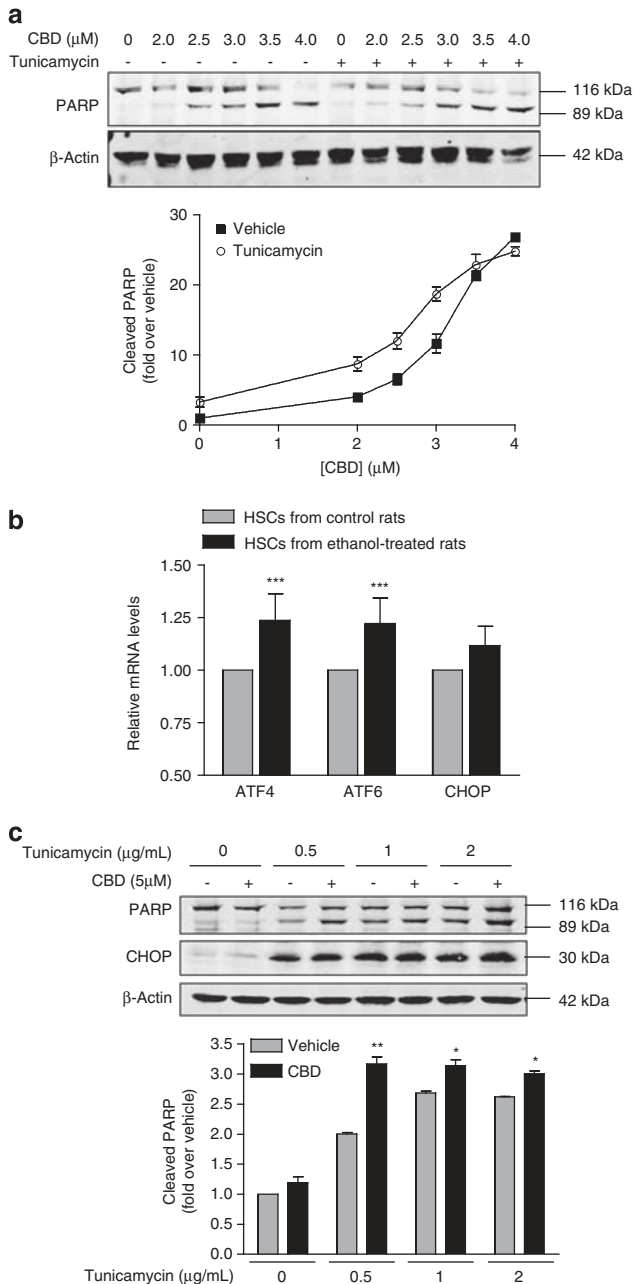 a
CBD (μM) 0 2.0 2.5 3.0 3.5 4.0 0 2.0 2.5 3.0 3.5 4.0
Tunicamycin - - - - - - + + + + + +
PARP
116 kDa
89 kDa
β-Actin
42 kDa
30
20
10
0
Cleaved PARP
(fold over vehicle)
Vehicle
Tunicamycin
0 1 2 3 4
[CBD] (μM)
b
HSCs from control rats
HSCs from ethanol-treated rats
1.50
1.25
1.00
0.75
0.50
Relative mRNA levels
*** ***
ATF4 ATF6 CHOP
c
Tunicamycin (μg/mL) 0 0.5 1 2
CBD (5μM) - + - + - + - +
PARP
116 kDa
89 kDa
CHOP
30 kDa
β-Actin
42 kDa
3.5
3.0
2.5
2.0
1.5
1.0
0.5
0.0
Cleaved PARP
(fold over vehicle)
Vehicle
CBD
** * *
Tunicamycin (μg/mL) 0 0.5 1 2